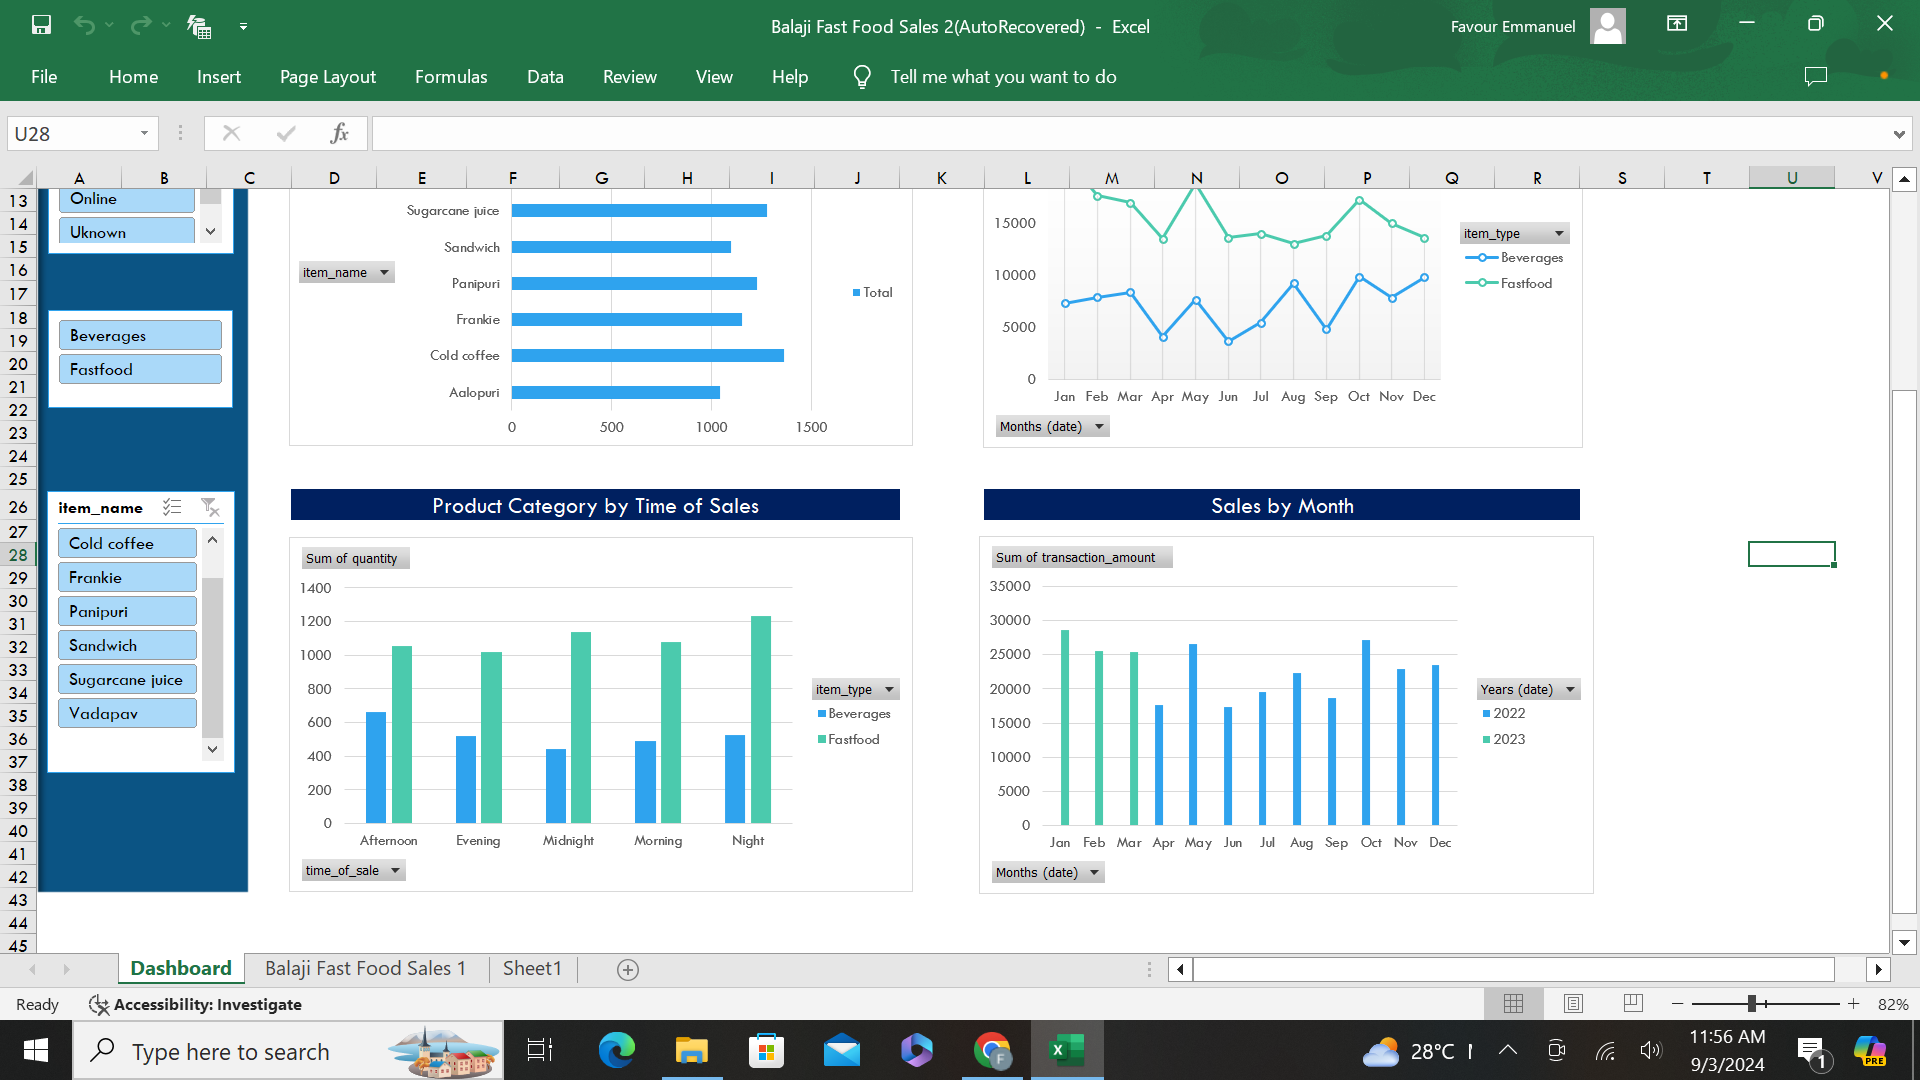 Balaji Fast Food Sales 2(AutoRecovered) - Excel
Favour Emmanuel
File Home Insert Page Layout Formulas Data Review View Help Tell me what you want to do
U28
fx
A B C D E F G H I J K L M N O P Q R S T U V
13
14
15
16
17
18
19
20
21
22
23
24
25
26
27
28
29
30
31
32
33
34
35
36
37
38
39
40
41
42
43
44
45
Online
Uknown
Beverages
Fastfood
item_name
Cold coffee
Frankie
Panipuri
Sandwich
Sugarcane juice
Vadapav
item_name
Sugarcane juice
Sandwich
Panipuri
Frankie
Cold coffee
Aalopuri
0 500 1000 1500
Total
15000
10000
5000
0
Jan Feb Mar Apr May Jun Jul Aug Sep Oct Nov Dec
Months (date)
item_type
Beverages
Fastfood
Product Category by Time of Sales
Sum of quantity
1400
1200
1000
800
600
400
200
0
Afternoon Evening Midnight Morning Night
time_of_sale
item_type
Beverages
Fastfood
Sales by Month
Sum of transaction_amount
35000
30000
25000
20000
15000
10000
5000
0
Jan Feb Mar Apr May Jun Jul Aug Sep Oct Nov Dec
Months (date)
Years (date)
2022
2023
Dashboard Balaji Fast Food Sales 1 Sheet1
Ready Accessibility: Investigate
82%
Type here to search
F
X
28°C
11:56 AM
9/3/2024
1
PRE